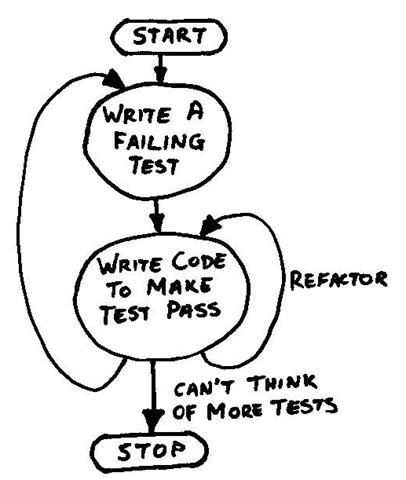 START
WRITE A
FAILING
TEST
WRITE CODE
TO MAKE
TEST PASS
REFACTOR
CAN'T THINK
OF MORE TESTS
STOP